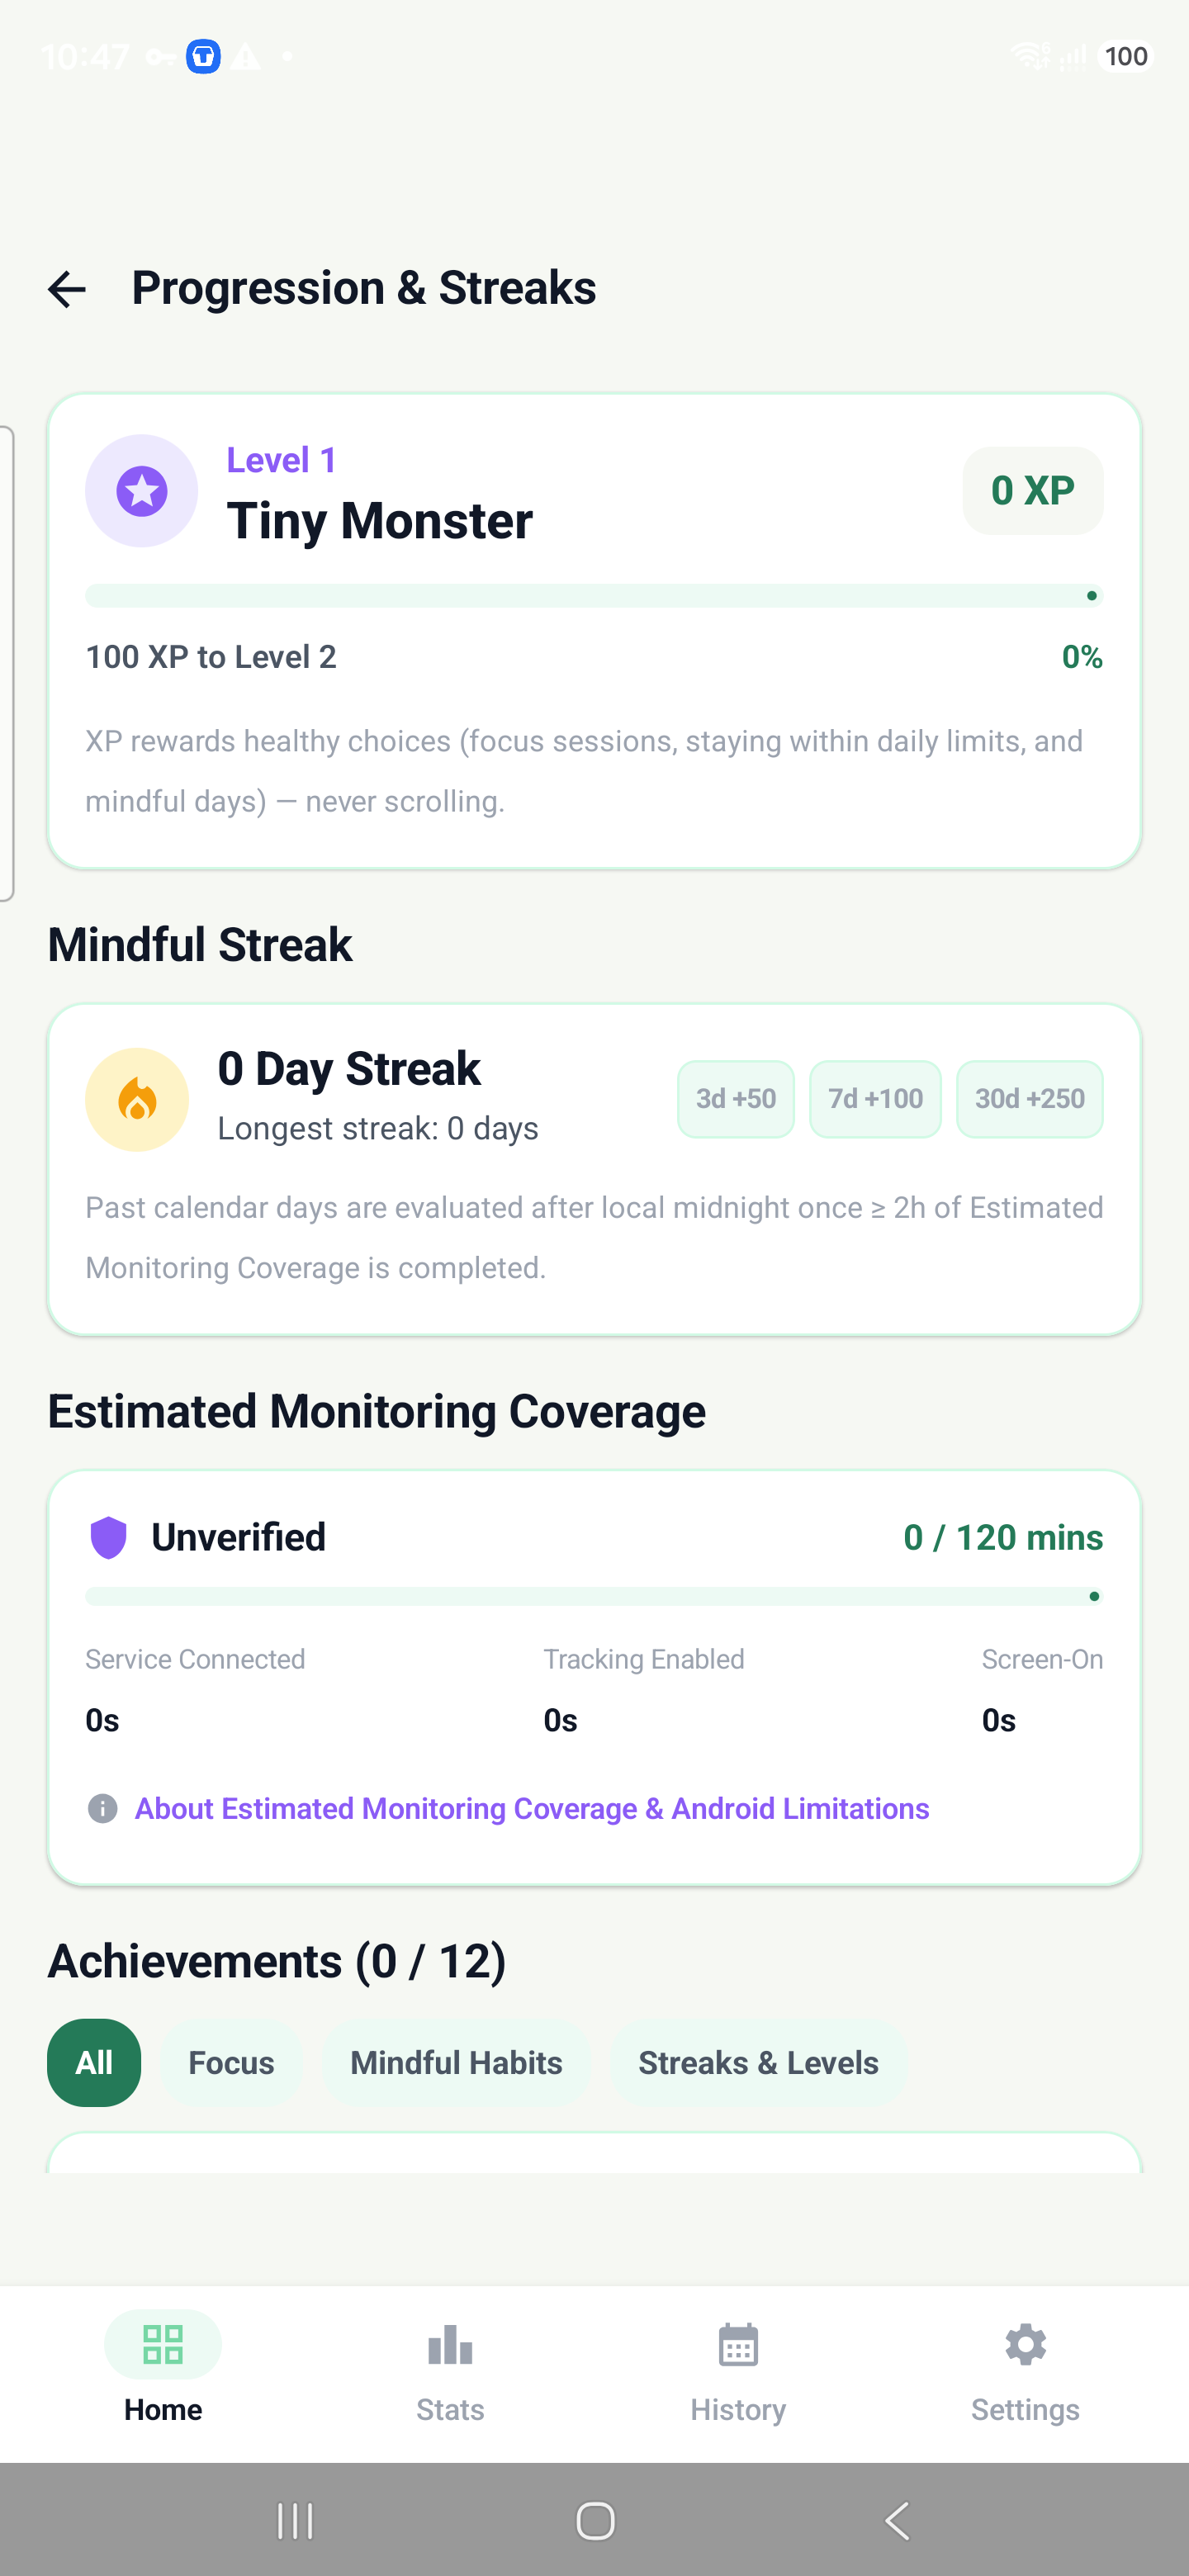 10:47
6
100
Progression & Streaks
Level 1
Tiny Monster
0 XP
100 XP to Level 2
0%
XP rewards healthy choices (focus sessions, staying within daily limits, and
mindful days) — never scrolling.
Mindful Streak
0 Day Streak
Longest streak: 0 days
3d +50
7d +100
30d +250
Past calendar days are evaluated after local midnight once ≥ 2h of Estimated
Monitoring Coverage is completed.
Estimated Monitoring Coverage
Unverified
0 / 120 mins
Service Connected
Tracking Enabled
Screen-On
0s
0s
0s
About Estimated Monitoring Coverage & Android Limitations
Achievements (0 / 12)
All
Focus
Mindful Habits
Streaks & Levels
Home
Stats
History
Settings